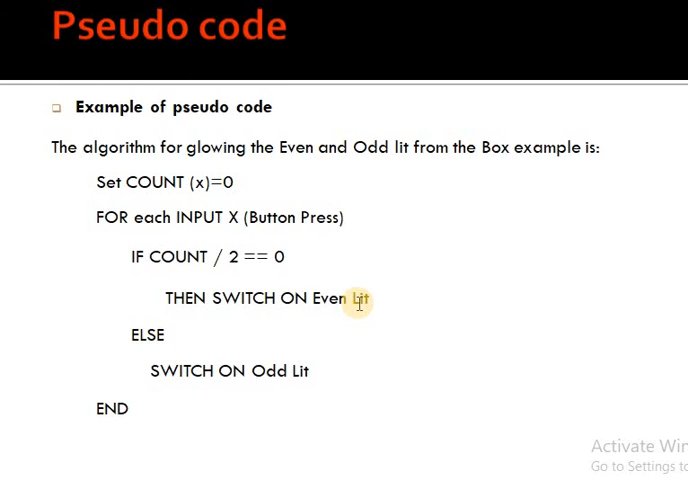 Pseudo code
Example of pseudo code
The algorithm for glowing the Even and Odd lit from the Box example is:
Set COUNT (x)=0
FOR each INPUT X (Button Press)
IF COUNT / 2 == 0
THEN SWITCH ON Even Lit
ELSE
SWITCH ON Odd Lit
END
Activate Win
Go to Settings to